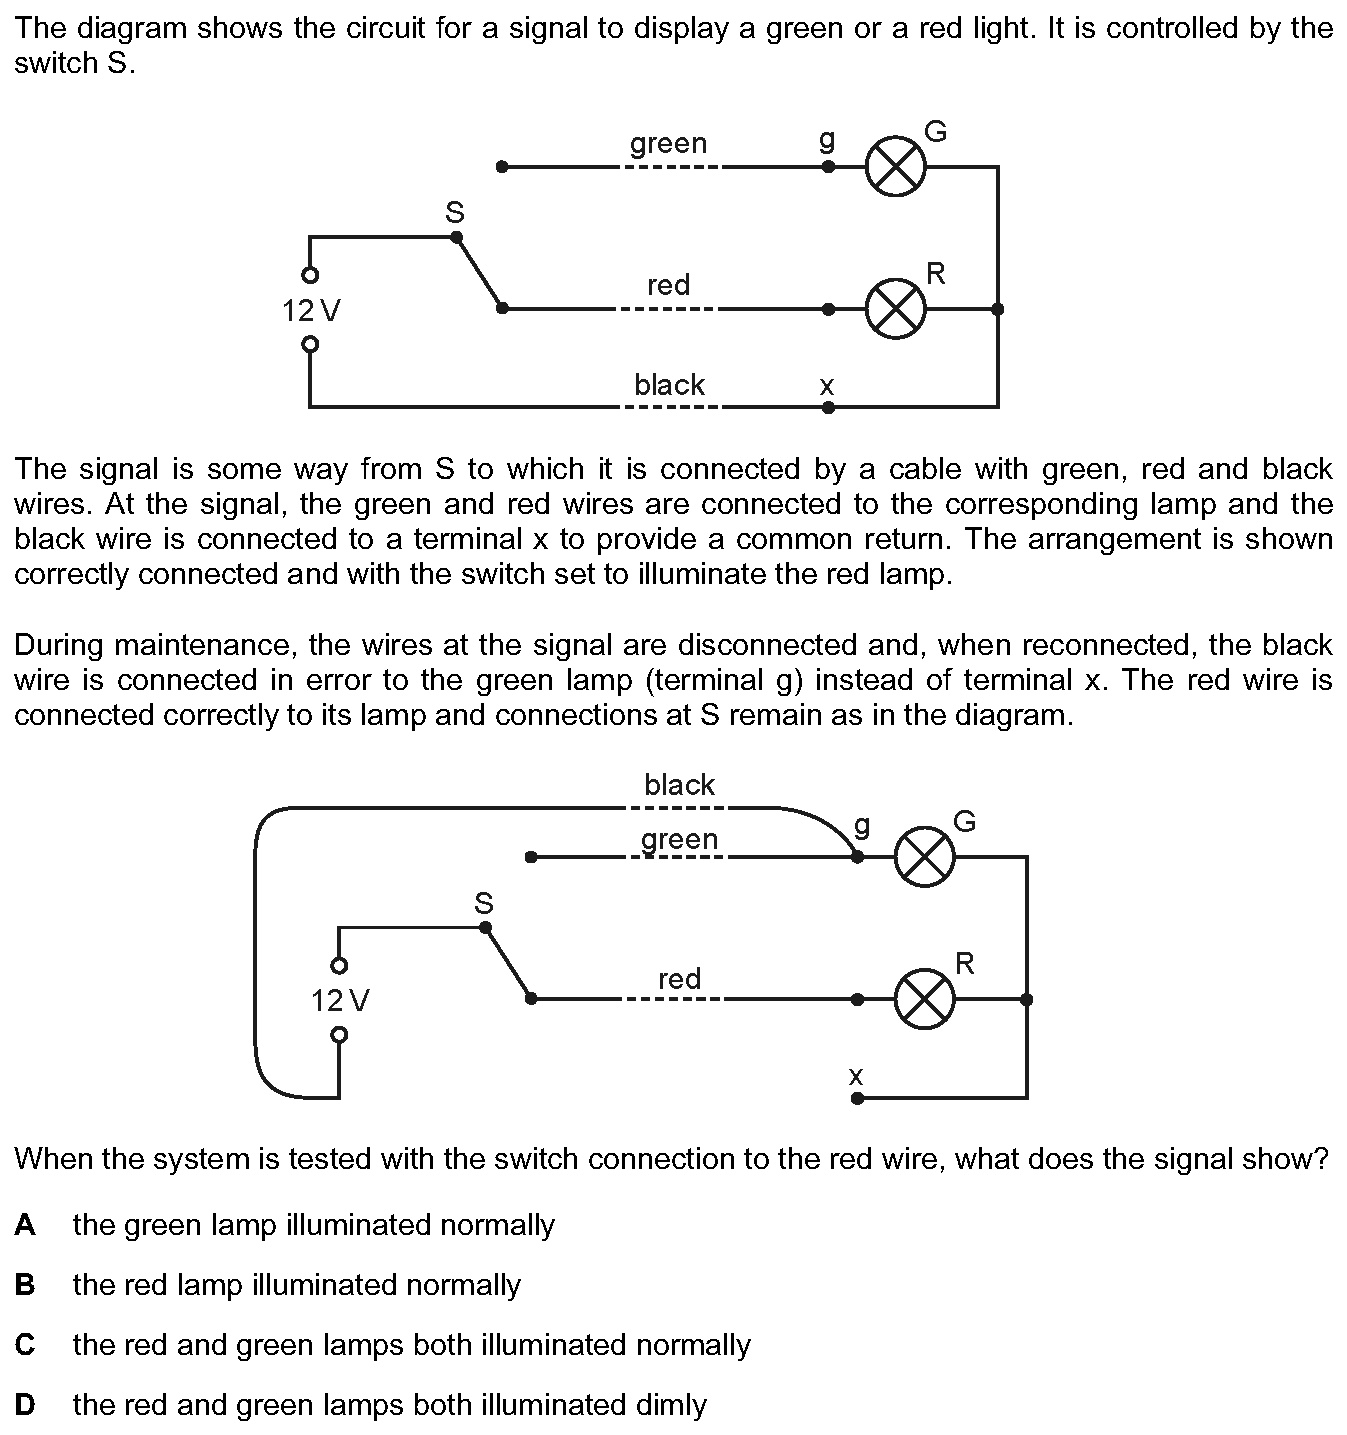 The diagram shows the circuit for a signal to display a green or a red light. It is controlled by the
switch S.
green
g
G
S
red
R
12 V
black
x
The signal is some way from S to which it is connected by a cable with green, red and black
wires. At the signal, the green and red wires are connected to the corresponding lamp and the
black wire is connected to a terminal x to provide a common return. The arrangement is shown
correctly connected and with the switch set to illuminate the red lamp.
During maintenance, the wires at the signal are disconnected and, when reconnected, the black
wire is connected in error to the green lamp (terminal g) instead of terminal x. The red wire is
connected correctly to its lamp and connections at S remain as in the diagram.
black
green
g
G
S
red
R
12 V
x
When the system is tested with the switch connection to the red wire, what does the signal show?
A the green lamp illuminated normally
B the red lamp illuminated normally
C the red and green lamps both illuminated normally
D the red and green lamps both illuminated dimly